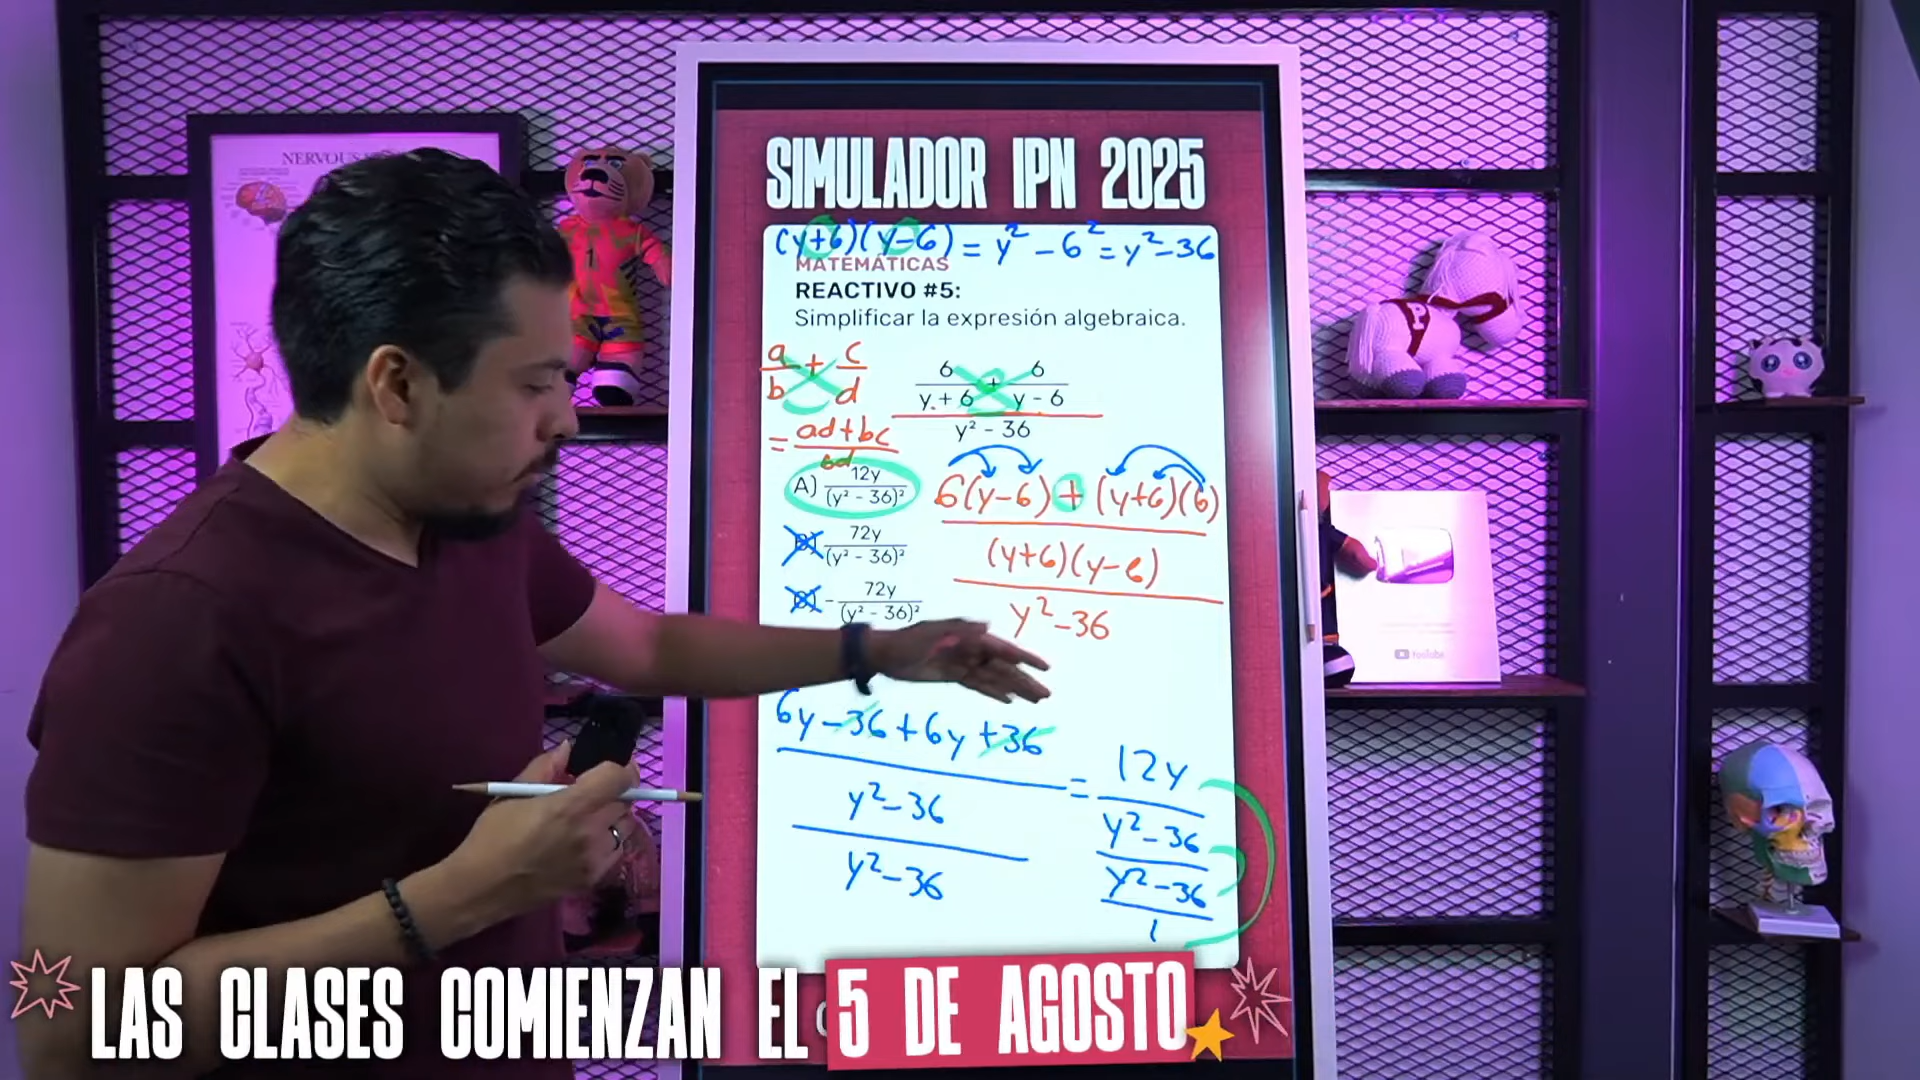 NERVOUS
SIMULADOR IPN 2025
(y+6)(y-6) = y² - 6² = y² - 36
MATEMÁTICAS
REACTIVO #5:
Simplificar la expresión algebraica.
a/b + c/d
= ad+bc/bd
6/y + 6 + 6/y - 6
y² - 36
A) 12y/(y² - 36)²
72y/(y² - 36)²
- 72y/(y² - 36)²
6(y-6) + (y+6)(6)
(y+6)(y-6)
y²-36
6y-36+6y+36
y²-36
y²-36
= 12y
y²-36
y²-36
1
P
1
YouTube
LAS CLASES COMIENZAN EL 5 DE AGOSTO